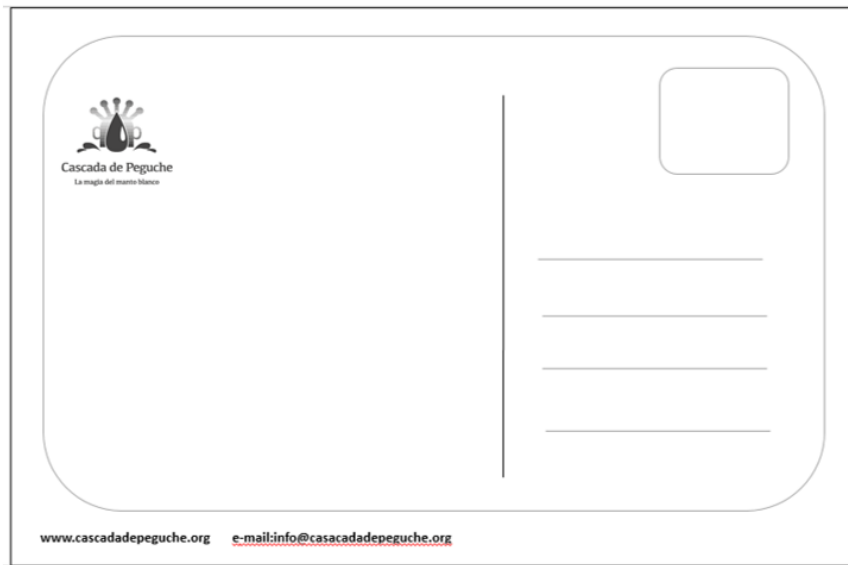 Cascada de Peguche
La magia del manto blanco
www.cascadadepeguche.org e-mail:info@casacadadepeguche.org